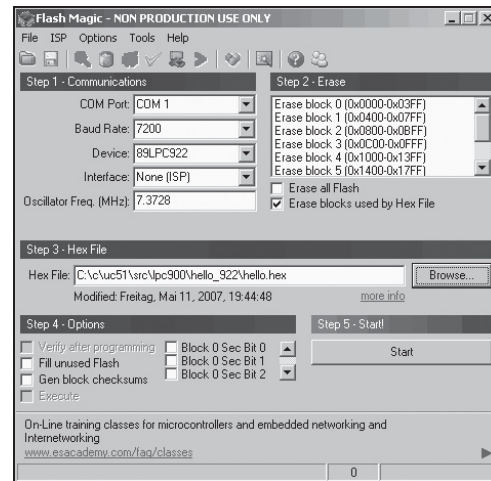 Flash Magic - NON PRODUCTION USE ONLY
File ISP Options Tools Help
Step 1 - Communications
COM Port: COM 1
Baud Rate: 7200
Device: 89LPC922
Interface: None (ISP)
Oscillator Freq. (MHz): 7.3728
Step 2 - Erase
Erase block 0 (0x0000-0x03FF)
Erase block 1 (0x0400-0x07FF)
Erase block 2 (0x0800-0x0BFF)
Erase block 3 (0x0C00-0x0FFF)
Erase block 4 (0x1000-0x13FF)
Erase block 5 (0x1400-0x17FF)
Erase all Flash
Erase blocks used by Hex File
Step 3 - Hex File
Hex File: C:\c\uc51\src\lpc900\hello_922\hello.hex Browse...
Modified: Freitag, Mai 11, 2007, 19:44:48 more info
Step 4 - Options
Verify after programming
Fill unused Flash
Gen block checksums
Execute
Block 0 Sec Bit 0
Block 0 Sec Bit 1
Block 0 Sec Bit 2
Step 5 - Start!
Start
On-Line training classes for microcontrollers and embedded networking and
Internetworking
www.esacademy.com/faq/classes
0